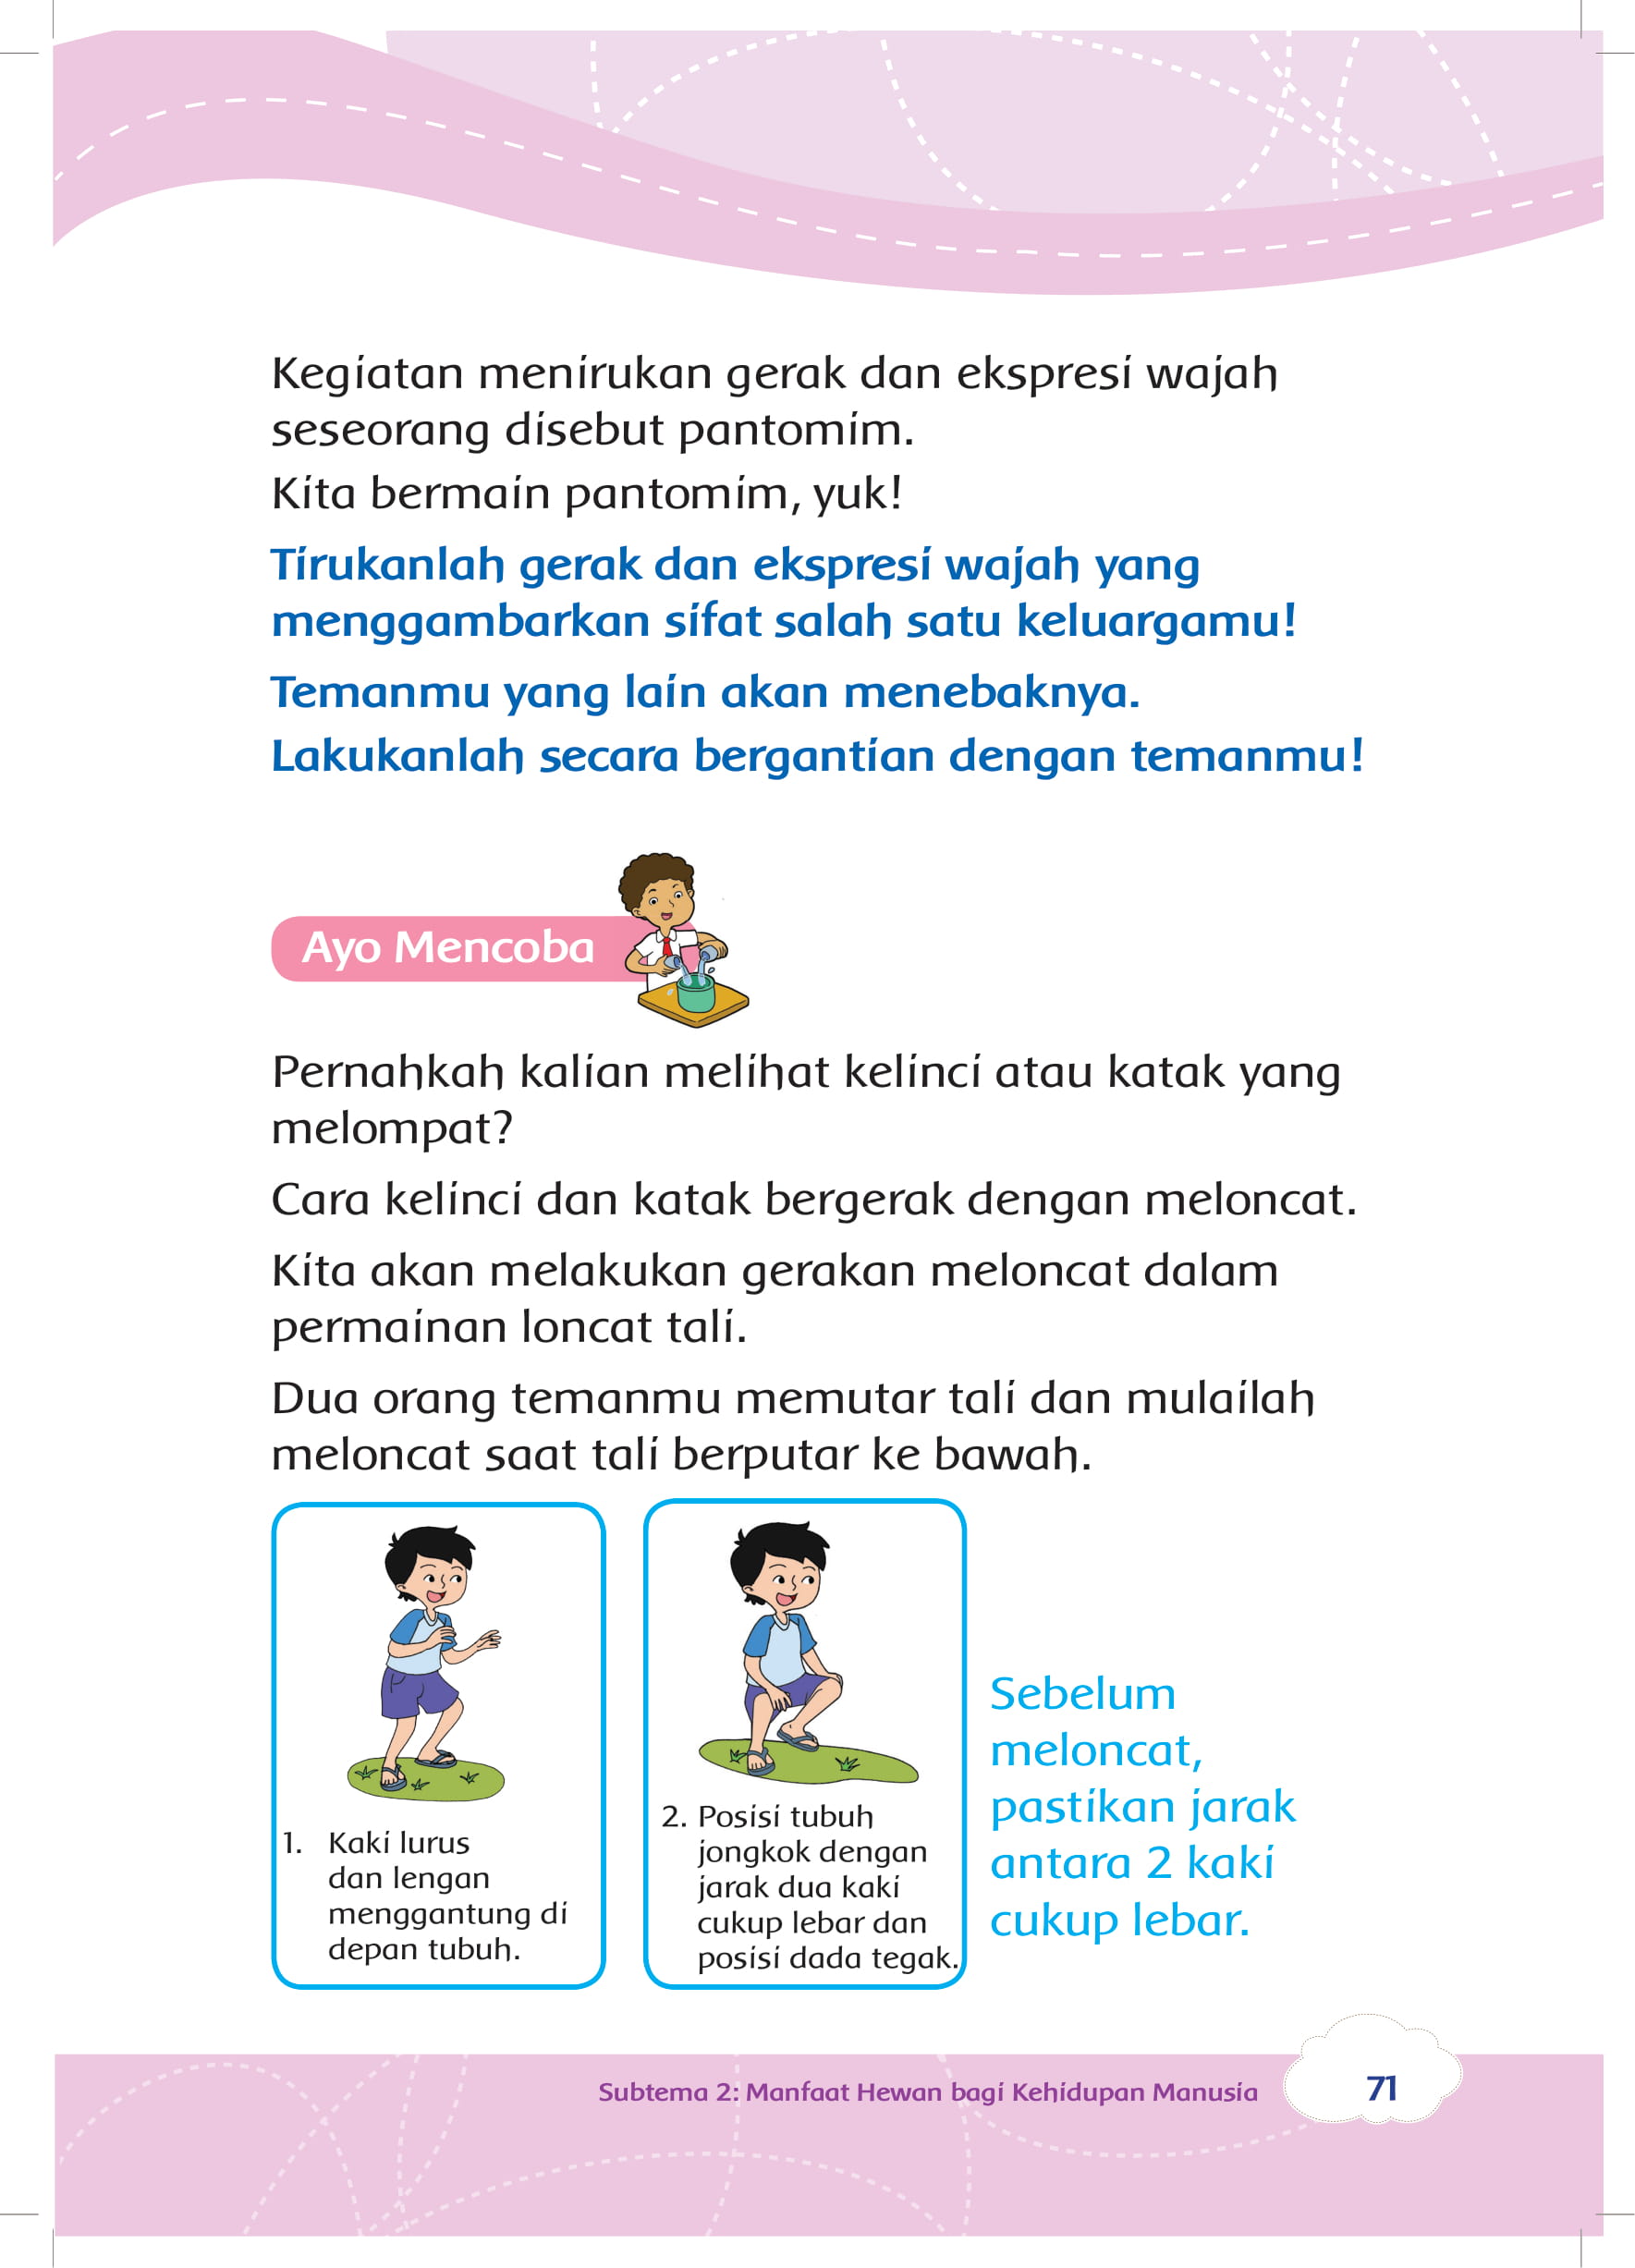 Kegiatan menirukan gerak dan ekspresi wajah
seseorang disebut pantomim.
Kita bermain pantomim, yuk!
Tirukanlah gerak dan ekspresi wajah yang
menggambarkan sifat salah satu keluargamu!
Temanmu yang lain akan menebaknya.
Lakukanlah secara bergantian dengan temanmu!
Ayo Mencoba
Pernahkah kalian melihat kelinci atau katak yang
melompat?
Cara kelinci dan katak bergerak dengan meloncat.
Kita akan melakukan gerakan meloncat dalam
permainan loncat tali.
Dua orang temanmu memutar tali dan mulailah
meloncat saat tali berputar ke bawah.
1. Kaki lurus
dan lengan
menggantung di
depan tubuh.
2. Posisi tubuh
jongkok dengan
jarak dua kaki
cukup lebar dan
posisi dada tegak.
Sebelum
meloncat,
pastikan jarak
antara 2 kaki
cukup lebar.
Subtema 2: Manfaat Hewan bagi Kehidupan Manusia
71